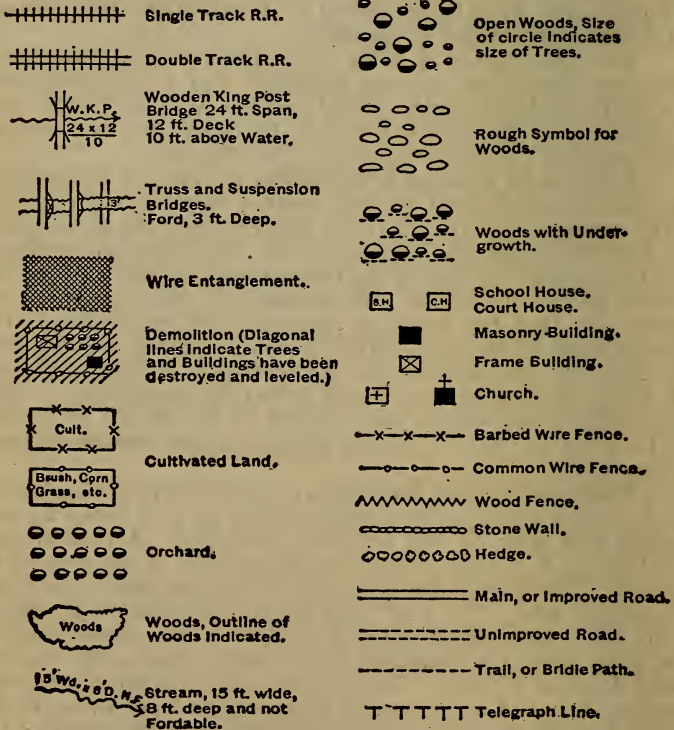 Single Track R.R.
Double Track R.R.
W.K.P.
24 x 12
10
Wooden King Post
Bridge 24 ft. Span,
12 ft. Deck
10 ft. above Water.
3'
Truss and Suspension
Bridges.
Ford, 3 ft. Deep.
Wire Entanglement.
Demolition (Diagonal
lines indicate Trees
and Buildings have been
destroyed and leveled.)
Cult.
Brush, Corn
Grass, etc.
Cultivated Land.
Orchard.
Woods
Woods, Outline of
Woods Indicated.
15' Wd. x 8' D. N.F.
Stream, 15 ft. wide,
8 ft. deep and not
Fordable.
Open Woods, Size
of circle indicates
size of Trees.
Rough Symbol for
Woods.
Woods with Under-
growth.
S.H. C.H.
School House.
Court House.
Masonry Building.
Frame Building.
Church.
Barbed Wire Fence.
Common Wire Fence.
Wood Fence.
Stone Wall.
Hedge.
Main, or Improved Road.
Unimproved Road.
Trail, or Bridle Path.
T T T T T Telegraph Line.